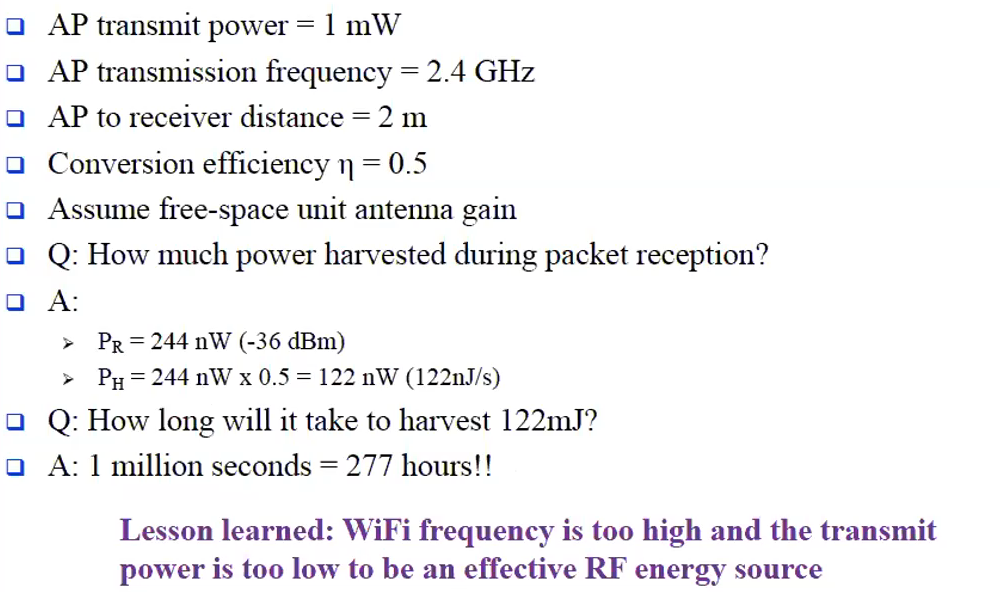 AP transmit power = 1 mW
AP transmission frequency = 2.4 GHz
AP to receiver distance = 2 m
Conversion efficiency η = 0.5
Assume free-space unit antenna gain
Q: How much power harvested during packet reception?
A:
PR = 244 nW (-36 dBm)
PH = 244 nW x 0.5 = 122 nW (122nJ/s)
Q: How long will it take to harvest 122mJ?
A: 1 million seconds = 277 hours!!
Lesson learned: WiFi frequency is too high and the transmit
power is too low to be an effective RF energy source